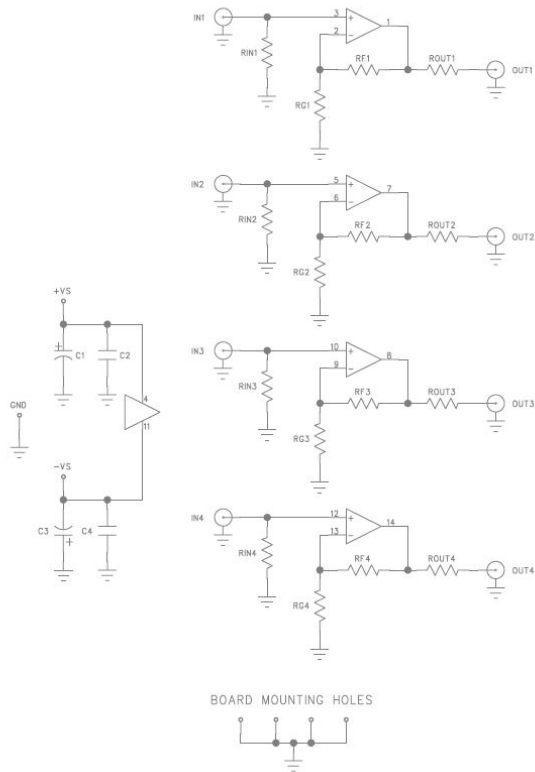 IN1
3
+
2
−
1
RIN1
RF1
ROUT1
OUT1
RG1
IN2
5
+
6
−
7
RIN2
RF2
ROUT2
OUT2
RG2
+VS
+
C1
C2
4
11
GND
−VS
C3
C4
+
IN3
10
+
9
−
8
RIN3
RF3
ROUT3
OUT3
RG3
IN4
12
+
13
−
14
RIN4
RF4
ROUT4
OUT4
RG4
BOARD MOUNTING HOLES